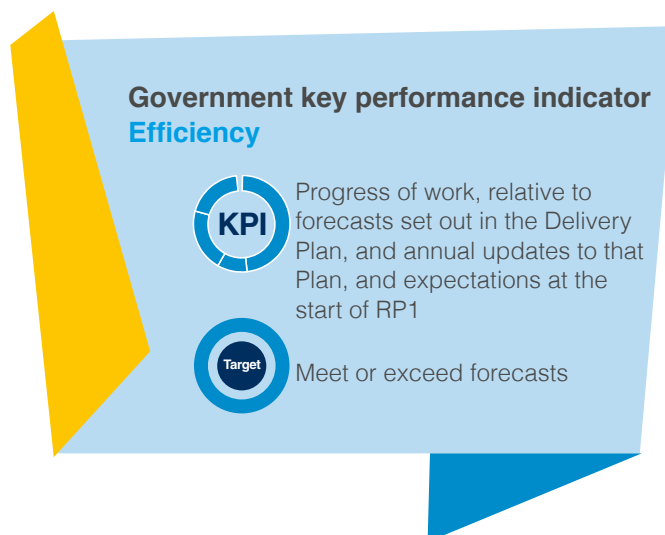 Government key performance indicator
Efficiency
KPI
Progress of work, relative to
forecasts set out in the Delivery
Plan, and annual updates to that
Plan, and expectations at the
start of RP1
Target
Meet or exceed forecasts